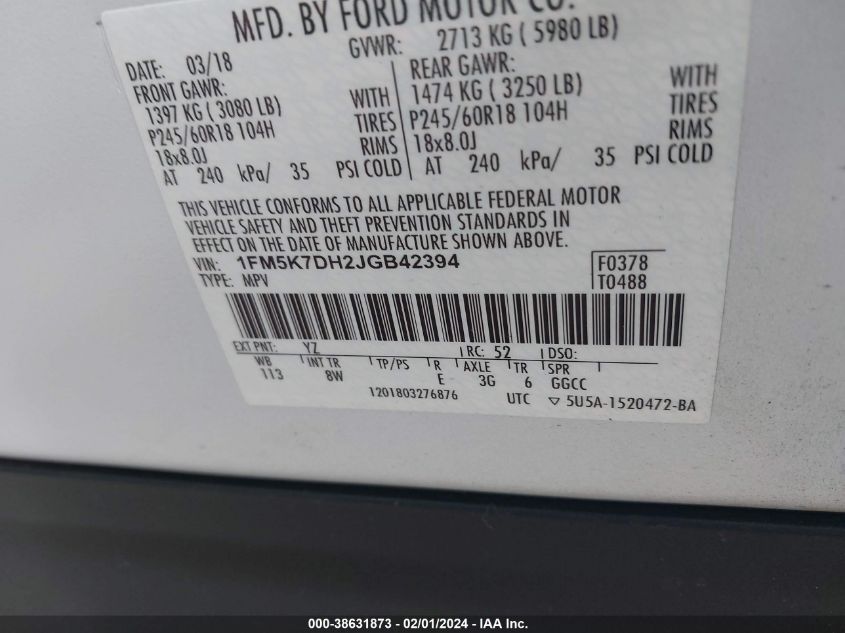 MFD. BY FORD MOTOR CO.
DATE: 03/18 GVWR: 2713 KG ( 5980 LB)
FRONT GAWR: REAR GAWR:
1397 KG ( 3080 LB) WITH 1474 KG ( 3250 LB) WITH
P245/60R18 104H TIRES P245/60R18 104H TIRES
18x8.0J RIMS 18x8.0J RIMS
AT 240 kPa/ 35 PSI COLD AT 240 kPa/ 35 PSI COLD
THIS VEHICLE CONFORMS TO ALL APPLICABLE FEDERAL MOTOR
VEHICLE SAFETY AND THEFT PREVENTION STANDARDS IN
EFFECT ON THE DATE OF MANUFACTURE SHOWN ABOVE.
VIN: 1FM5K7DH2JGB42394 F0378
TYPE: MPV T0488
EXT PNT: YZ RC: 52 DSO:
WB INT TR TP/PS R AXLE TR SPR
113 8W E 3G 6 GGCC
1201803276876 UTC ▽ 5U5A-1520472-BA
000-38631873 - 02/01/2024 - IAA Inc.